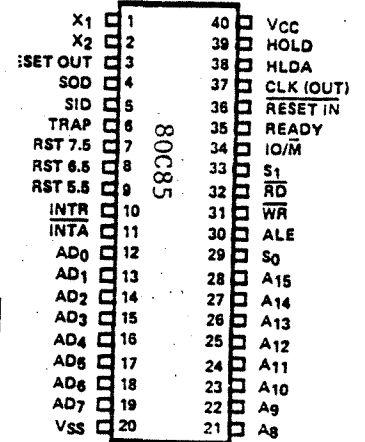 X1 1 40 VCC
X2 2 39 HOLD
ESET OUT 3 38 HLDA
SOD 4 37 CLK (OUT)
SID 5 36 RESET IN
TRAP 6 35 READY
RST 7.5 7 34 IO/M
RST 6.5 8 33 S1
RST 5.5 9 32 RD
INTR 10 31 WR
INTA 11 30 ALE
AD0 12 29 S0
AD1 13 28 A15
AD2 14 27 A14
AD3 15 26 A13
AD4 16 25 A12
AD5 17 24 A11
AD6 18 23 A10
AD7 19 22 A9
VSS 20 21 A8
80C85